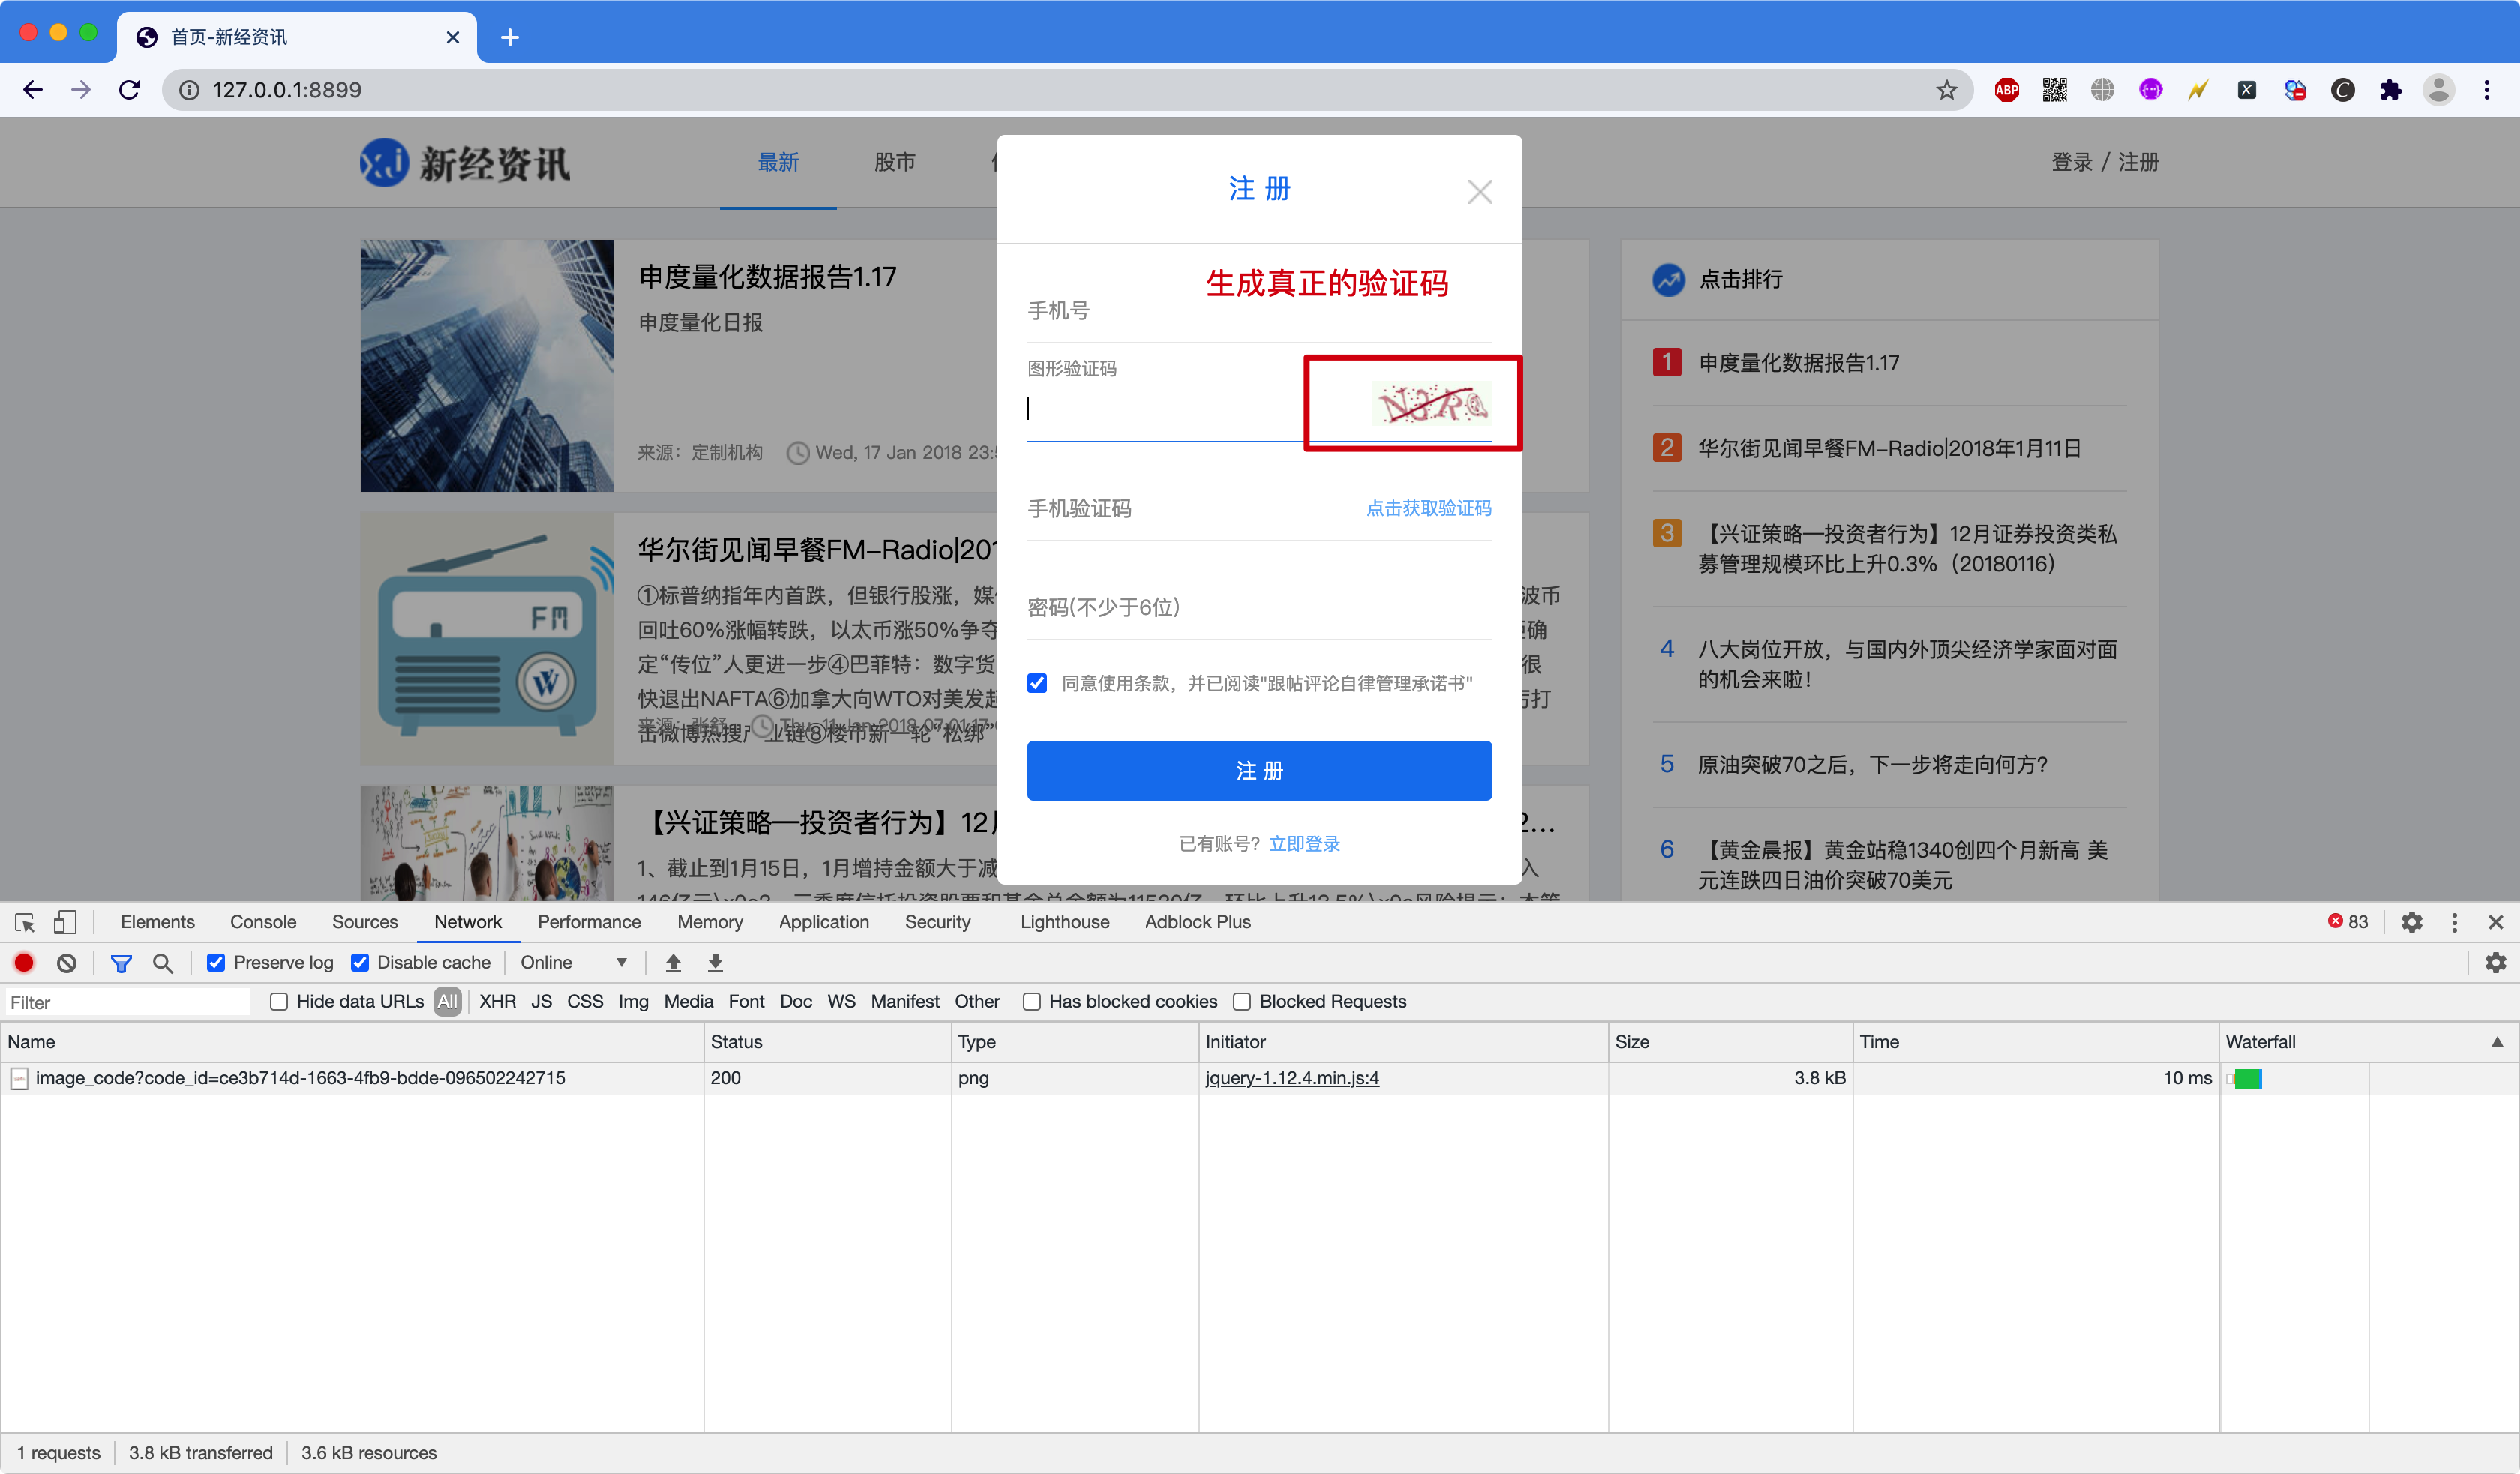 首页-新经资讯
127.0.0.1:8899
ABP
新经资讯
最新
股市
登录 / 注册
注 册
生成真正的验证码
手机号
图形验证码
手机验证码
点击获取验证码
密码(不少于6位)
同意使用条款，并已阅读"跟帖评论自律管理承诺书"
注 册
已有账号？ 立即登录
申度量化数据报告1.17
申度量化日报
来源：定制机构
Wed, 17 Jan 2018 23:5
FM
华尔街见闻早餐FM-Radio|201
①标普纳指年内首跌，但银行股涨，媒
波币
回吐60%涨幅转跌，以太币涨50%争夺
定“传位”人更进一步④巴菲特：数字货
很
快退出NAFTA⑥加拿大向WTO对美发起
打
来源：张舒
Thu, 11 Jan 2018 07:01:17
击微博热搜产业链⑧楼市新一轮“松绑”
【兴证策略—投资者行为】12月
2...
1、截止到1月15日，1月增持金额大于减
入
点击排行
1 申度量化数据报告1.17
2 华尔街见闻早餐FM-Radio|2018年1月11日
3 【兴证策略—投资者行为】12月证券投资类私
募管理规模环比上升0.3%（20180116）
4 八大岗位开放，与国内外顶尖经济学家面对面
的机会来啦！
5 原油突破70之后，下一步将走向何方？
6 【黄金晨报】黄金站稳1340创四个月新高 美
元连跌四日油价突破70美元
Elements Console Sources Network Performance Memory Application Security Lighthouse Adblock Plus 83
Preserve log Disable cache Online
Filter Hide data URLs All XHR JS CSS Img Media Font Doc WS Manifest Other Has blocked cookies Blocked Requests
Name Status Type Initiator Size Time Waterfall
image_code?code_id=ce3b714d-1663-4fb9-bdde-096502242715 200 png jquery-1.12.4.min.js:4 3.8 kB 10 ms
1 requests 3.8 kB transferred 3.6 kB resources